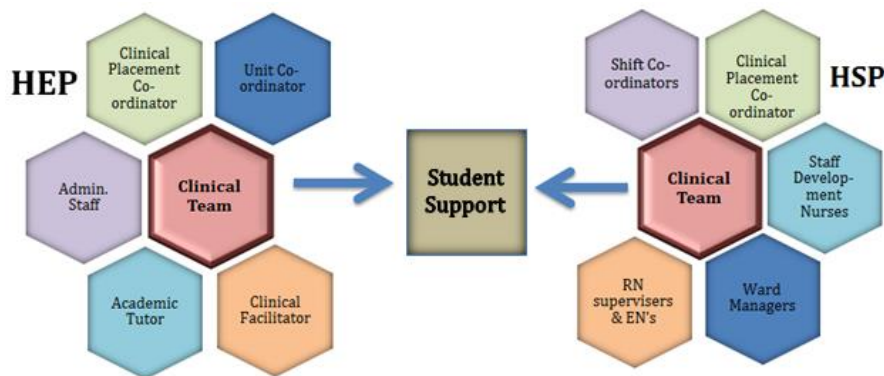 HEP
Clinical
Placement
Co-
ordinator
Unit Co-
ordinator
Admin.
Staff
Clinical
Team
Academic
Tutor
Clinical
Facilitator
Student
Support
Shift Co-
ordinators
Clinical
Placement
Co-
ordinator
HSP
Clinical
Team
Staff
Develop-
ment
Nurses
RN
supervisers
& EN's
Ward
Managers